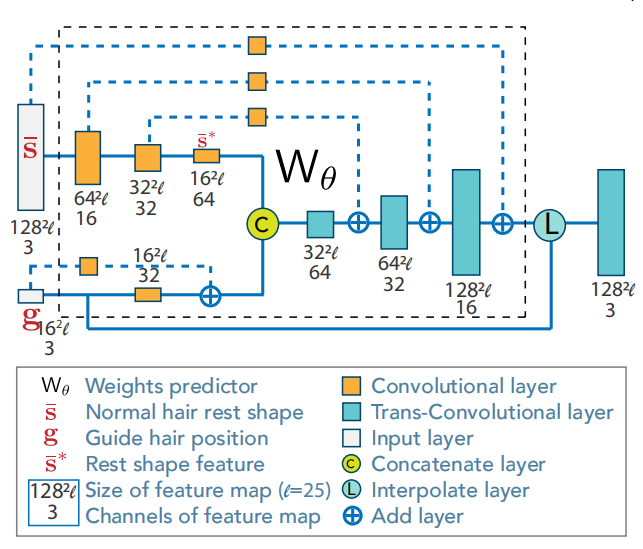 s̄
128²ℓ
3
64²ℓ
16
32²ℓ
32
s̄*
16²ℓ
64
W_θ
C
32²ℓ
64
64²ℓ
32
128²ℓ
16
L
128²ℓ
3
16²ℓ
32
g
16²ℓ
3
W_θ Weights predictor
s̄ Normal hair rest shape
g Guide hair position
s̄* Rest shape feature
128²ℓ Size of feature map (ℓ=25)
3 Channels of feature map
Convolutional layer
Trans-Convolutional layer
Input layer
C Concatenate layer
L Interpolate layer
Add layer